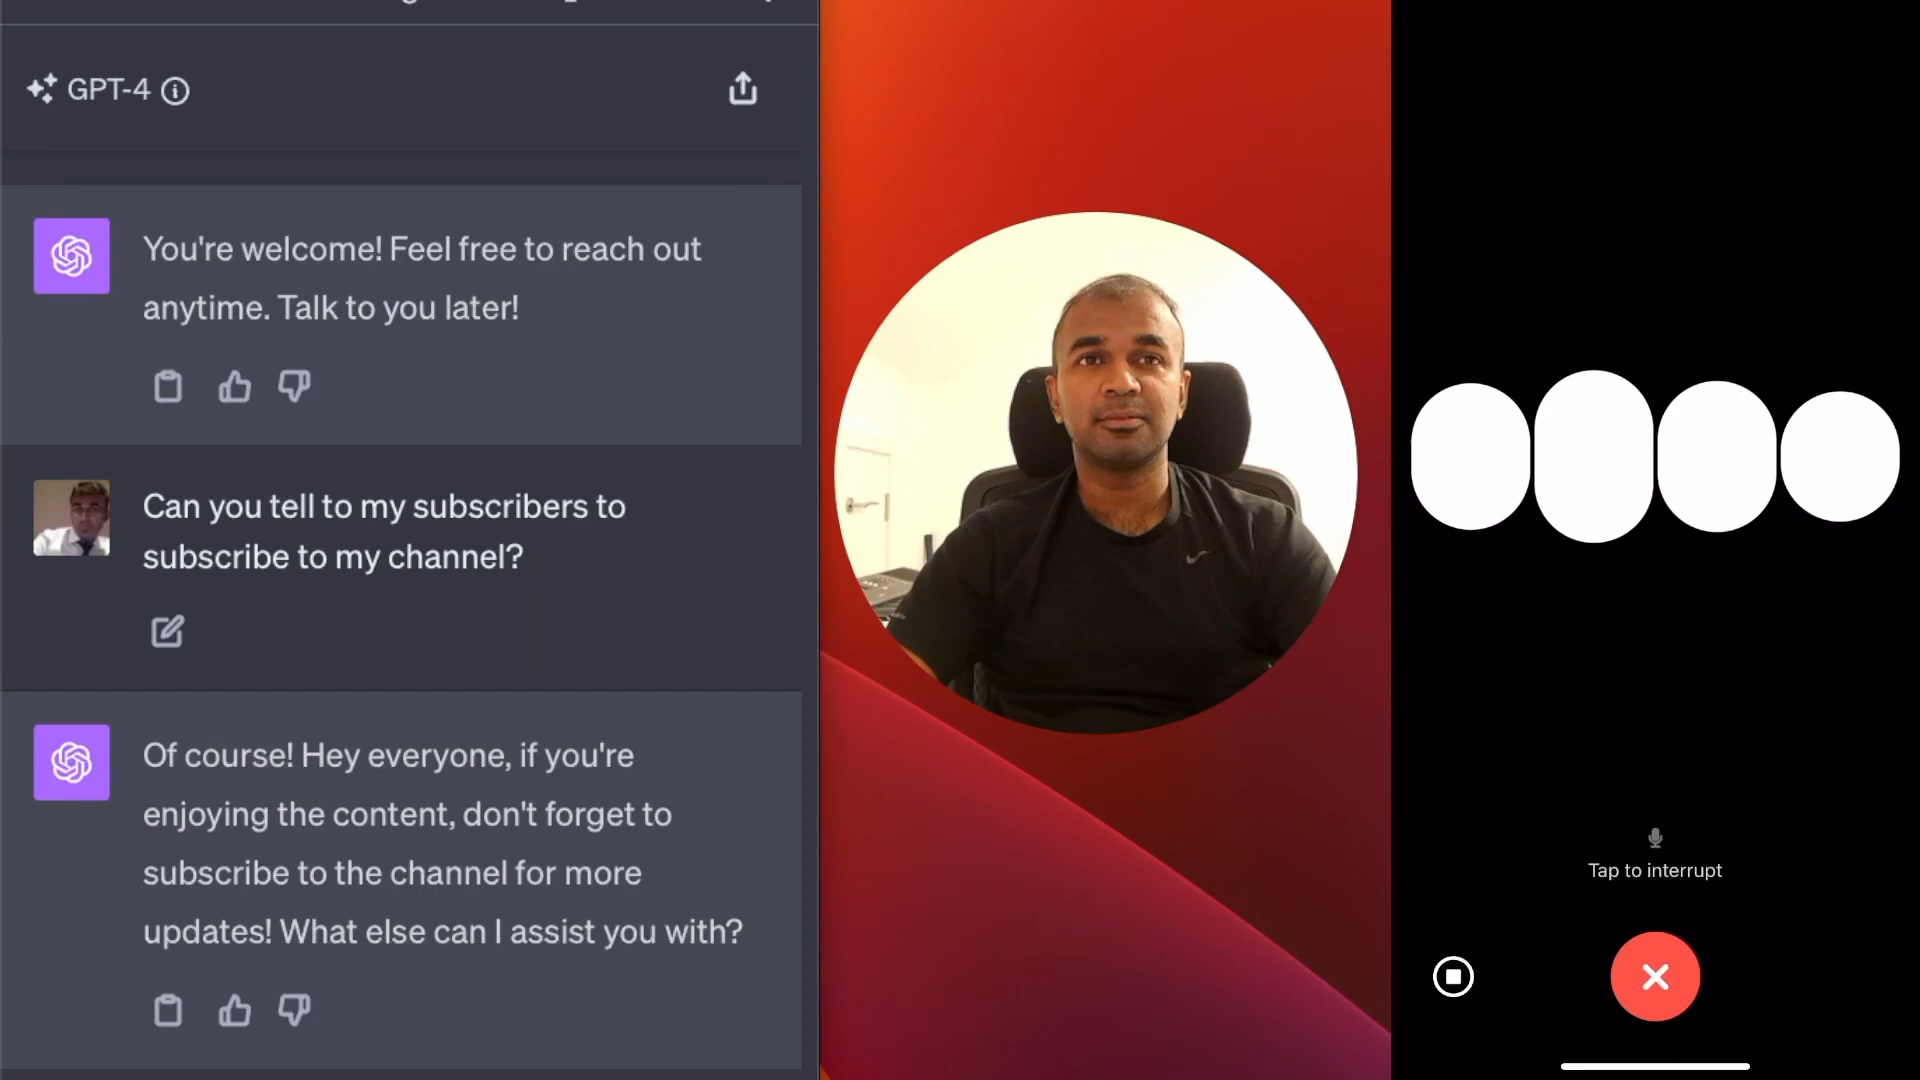 GPT-4
You're welcome! Feel free to reach out
anytime. Talk to you later!
Can you tell to my subscribers to
subscribe to my channel?
Of course! Hey everyone, if you're
enjoying the content, don't forget to
subscribe to the channel for more
updates! What else can I assist you with?
Tap to interrupt